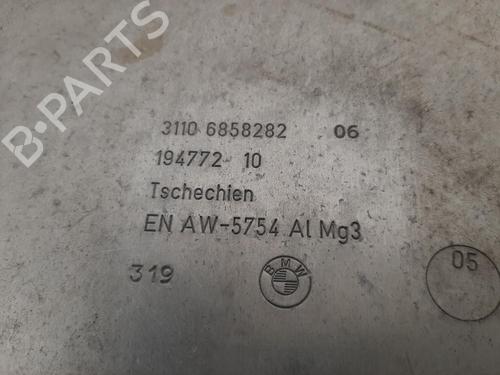 3110 6858282 06
194772 10
Tschechien
EN AW-5754 Al Mg3
319
BMW
05
B-PARTS